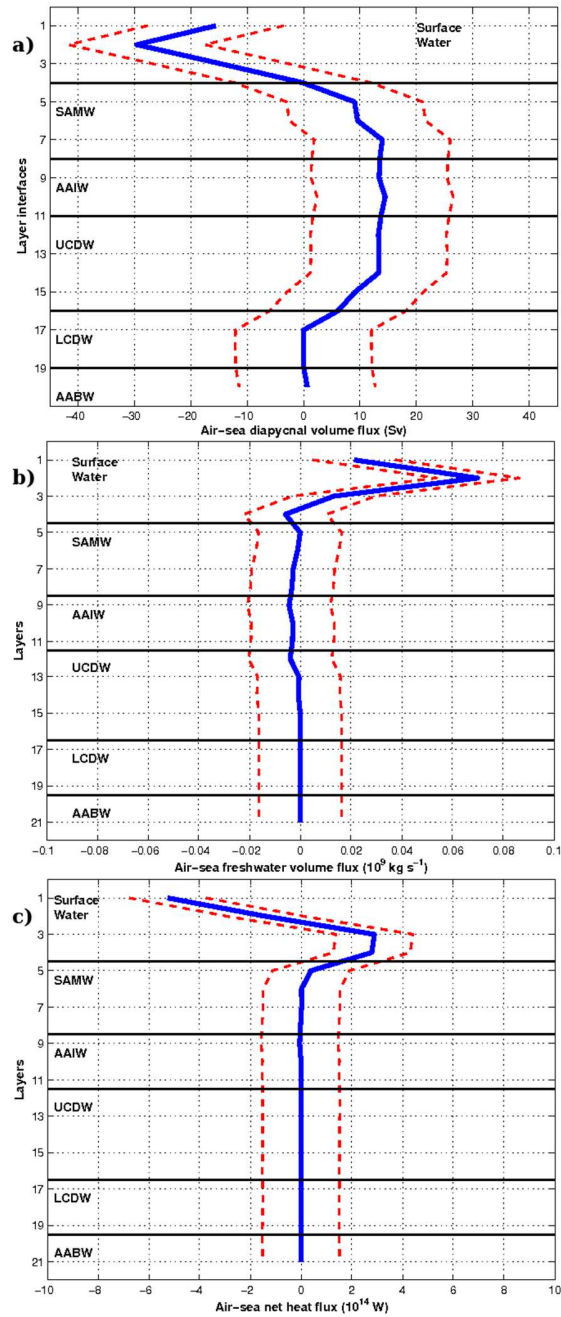 a)
Surface
Water
Layer interfaces
1
3
5
7
9
11
13
15
17
19
SAMW
AAIW
UCDW
LCDW
AABW
−40 −30 −20 −10 0 10 20 30 40
Air−sea diapycnal volume flux (Sv)
b)
Surface
Water
Layers
1
3
5
7
9
11
13
15
17
19
21
SAMW
AAIW
UCDW
LCDW
AABW
−0.1 −0.08 −0.06 −0.04 −0.02 0 0.02 0.04 0.06 0.08 0.1
Air−sea freshwater volume flux (10⁹ kg s⁻¹)
c)
Surface
Water
Layers
1
3
5
7
9
11
13
15
17
19
21
SAMW
AAIW
UCDW
LCDW
AABW
−10 −8 −6 −4 −2 0 2 4 6 8 10
Air−sea net heat flux (10¹⁴ W)